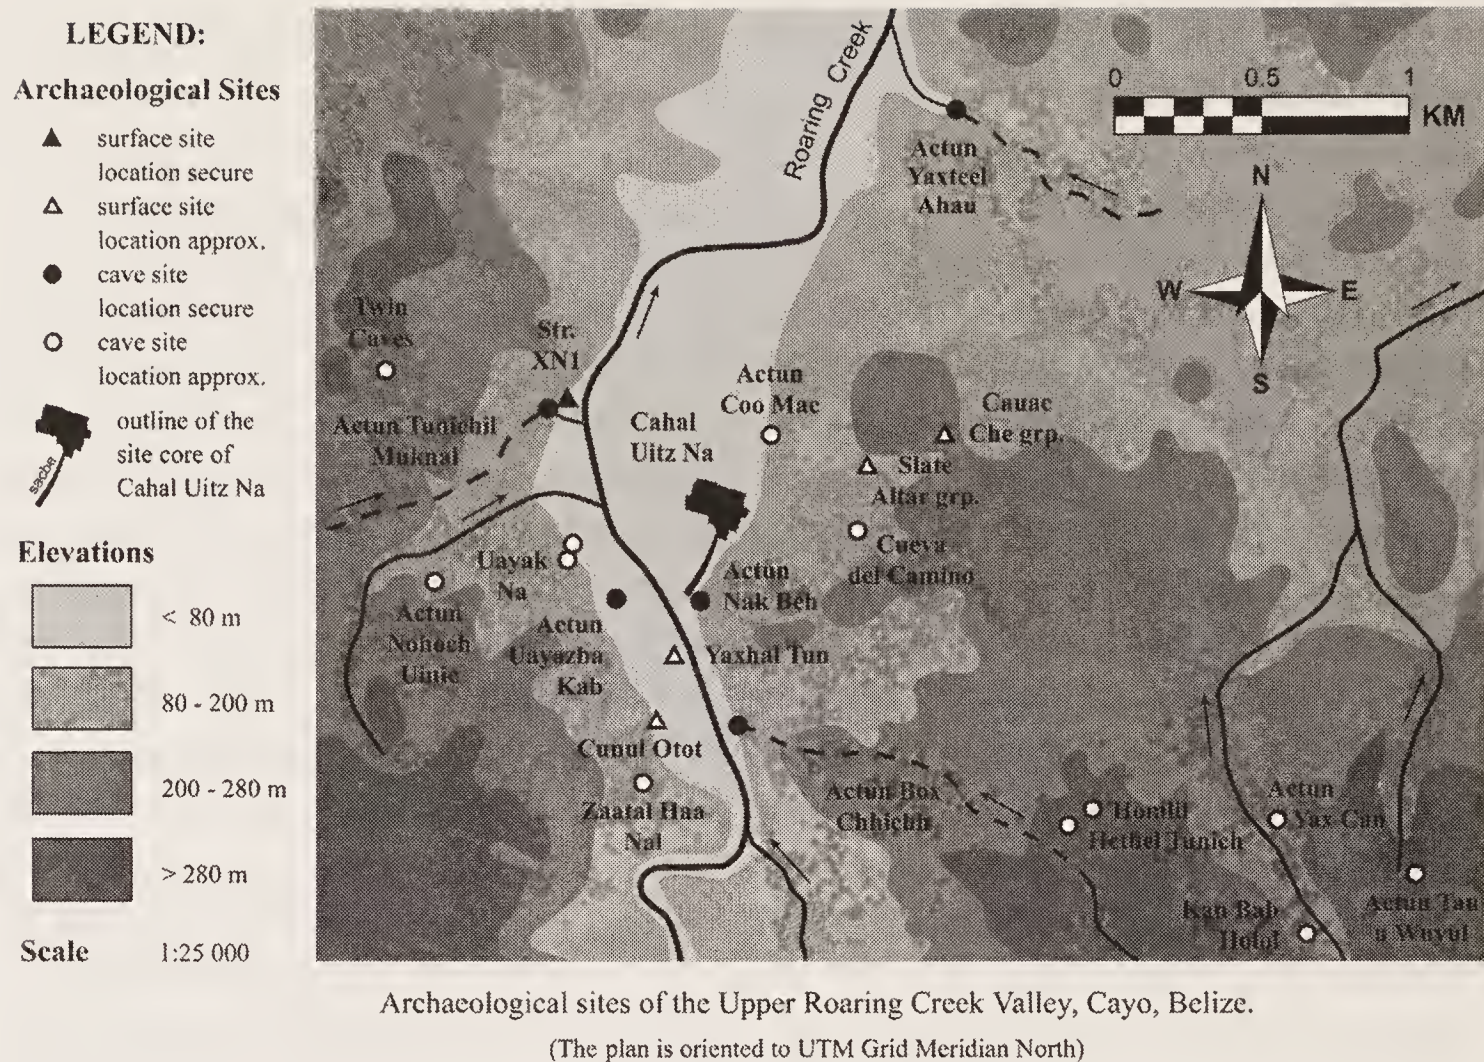 LEGEND:
Archaeological Sites
surface site
location secure
surface site
location approx.
cave site
location secure
cave site
location approx.
sacbe
outline of the
site core of
Cahal Uitz Na
Elevations
< 80 m
80 - 200 m
200 - 280 m
> 280 m
Scale 1:25 000
Roaring Creek
0 0.5 1
KM
N
W E
S
Actun
Yaxteel
Ahau
Twin
Caves
Str.
XN1
Actun Tunichil
Muknal
Cahal
Uitz Na
Actun
Coo Mac
Cauac
Che grp.
Slate
Altar grp.
Cueva
del Camino
Uayak
Na
Actun
Nak Beh
Actun
Nohoch
Uinic
Actun
Uayazba
Kab
Yaxhal Tun
Cunul Otot
Zaatal Haa
Nal
Actun Box
Chhichh
Hethel Tunich
Actun
Yax Can
Kan Bab
Actun Tau
u Wuyul
Archaeological sites of the Upper Roaring Creek Valley, Cayo, Belize.
(The plan is oriented to UTM Grid Meridian North)